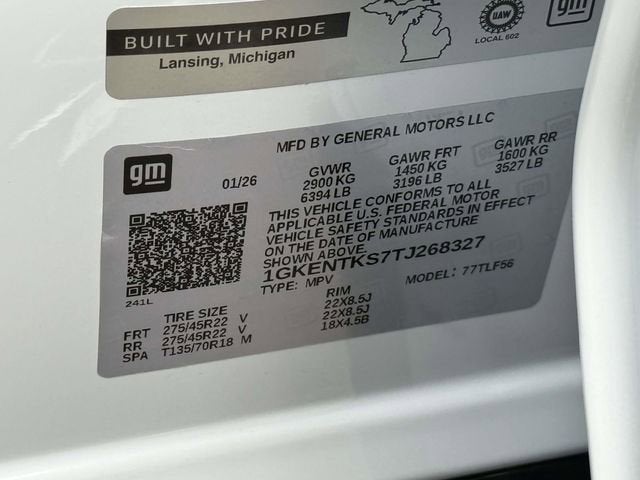 BUILT WITH PRIDE
Lansing, Michigan
UAW
LOCAL 602
gm
MFD BY GENERAL MOTORS LLC
gm
01/26
GVWR GAWR FRT GAWR RR
2900 KG 1450 KG 1600 KG
6394 LB 3196 LB 3527 LB
THIS VEHICLE CONFORMS TO ALL
APPLICABLE U.S. FEDERAL MOTOR
VEHICLE SAFETY STANDARDS IN EFFECT
ON THE DATE OF MANUFACTURE
SHOWN ABOVE.
1GKENTKS7TJ268327
TYPE: MPV MODEL: 77TLF56
241L
TIRE SIZE RIM
FRT 275/45R22 V 22X8.5J
RR 275/45R22 V 22X8.5J
SPA T135/70R18 M 18X4.5B